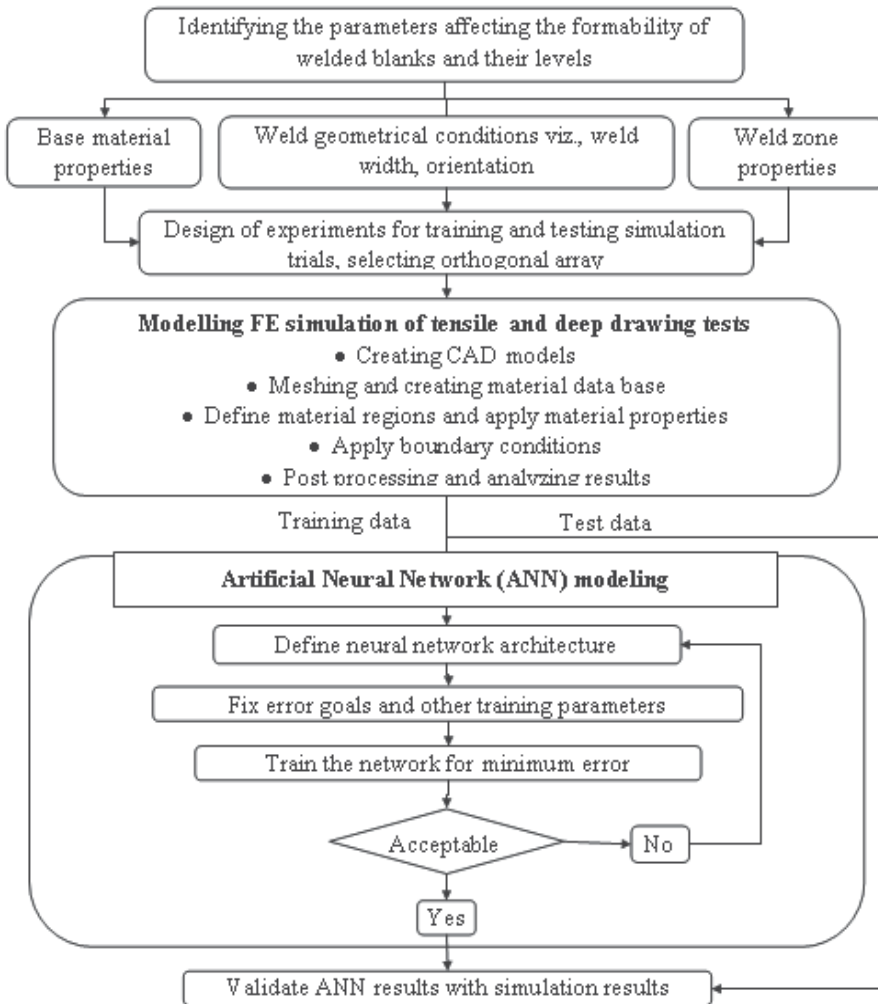 Identifying the parameters affecting the formability of
welded blanks and their levels
Base material
properties
Weld geometrical conditions viz., weld
width, orientation
Weld zone
properties
Design of experiments for training and testing simulation
trials, selecting orthogonal array
Modelling FE simulation of tensile and deep drawing tests
● Creating CAD models
● Meshing and creating material data base
● Define material regions and apply material properties
● Apply boundary conditions
● Post processing and analyzing results
Training data
Test data
Artificial Neural Network (ANN) modeling
Define neural network architecture
Fix error goals and other training parameters
Train the network for minimum error
Acceptable
No
Yes
Validate ANN results with simulation results